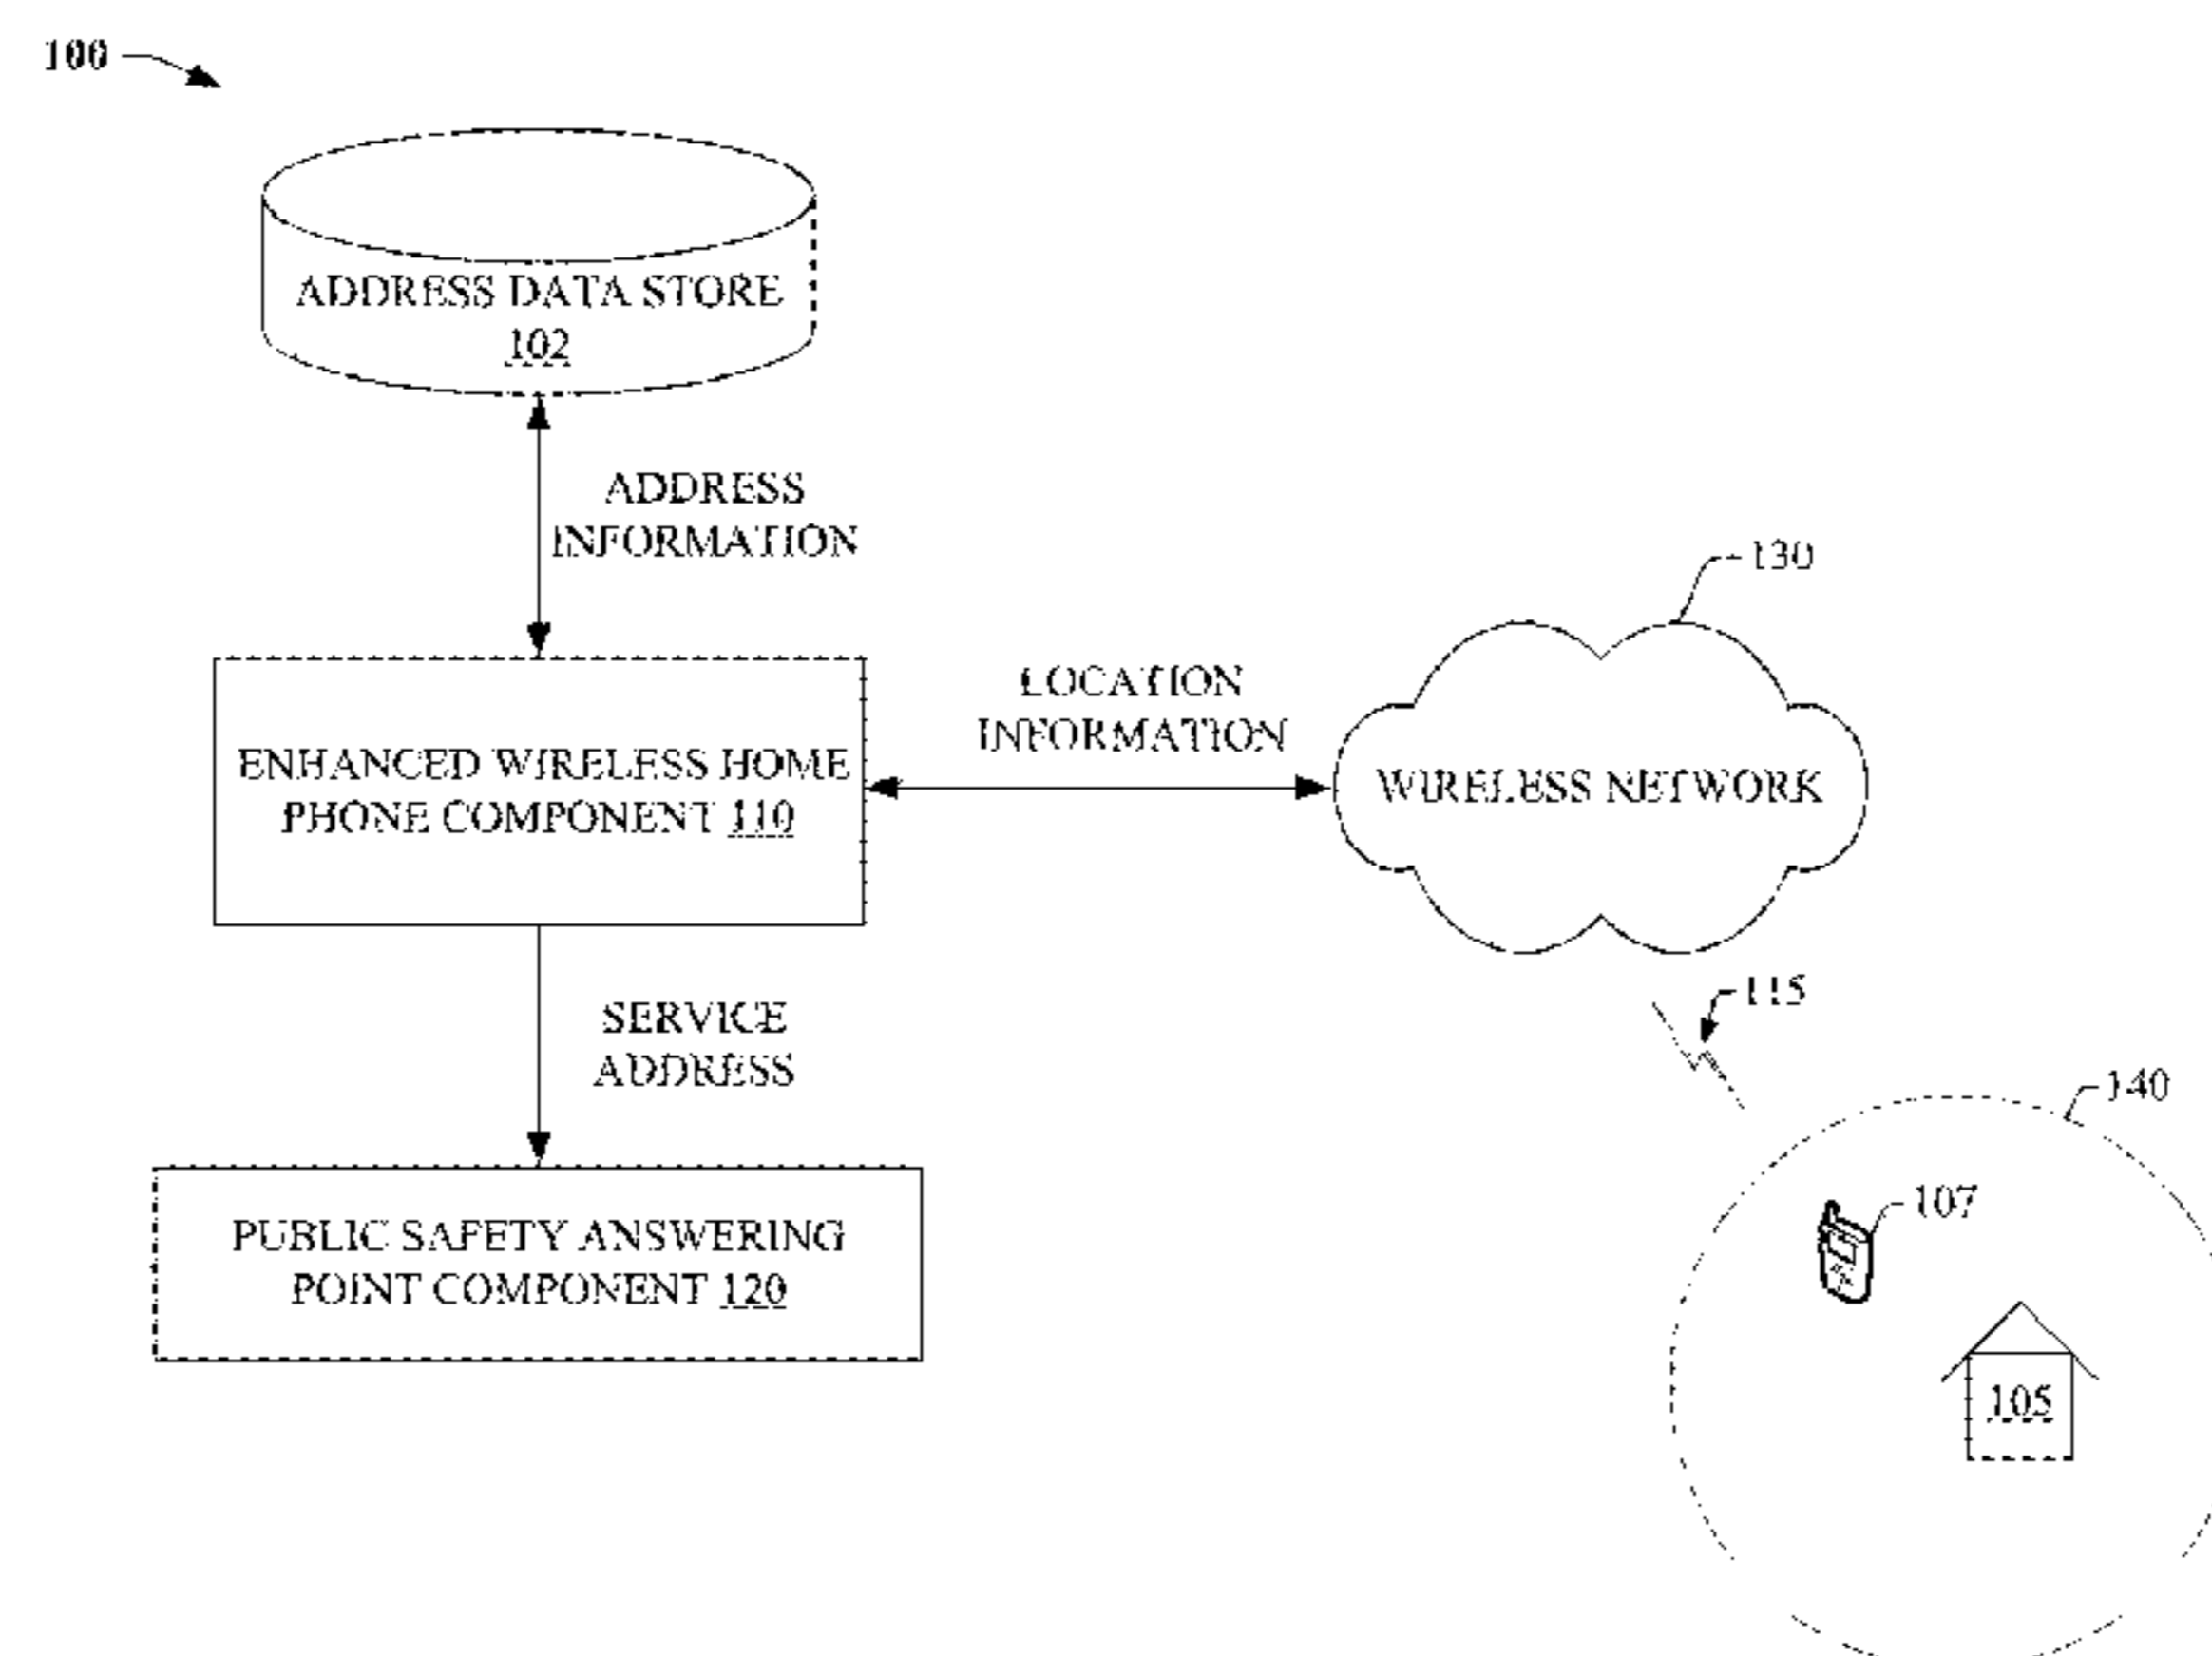 100
ADDRESS DATA STORE
102
ADDRESS
INFORMATION
130
LOCATION
INFORMATION
ENHANCED WIRELESS HOME
PHONE COMPONENT 110
WIRELESS NETWORK
115
SERVICE
ADDRESS
140
107
PUBLIC SAFETY ANSWERING
POINT COMPONENT 120
105